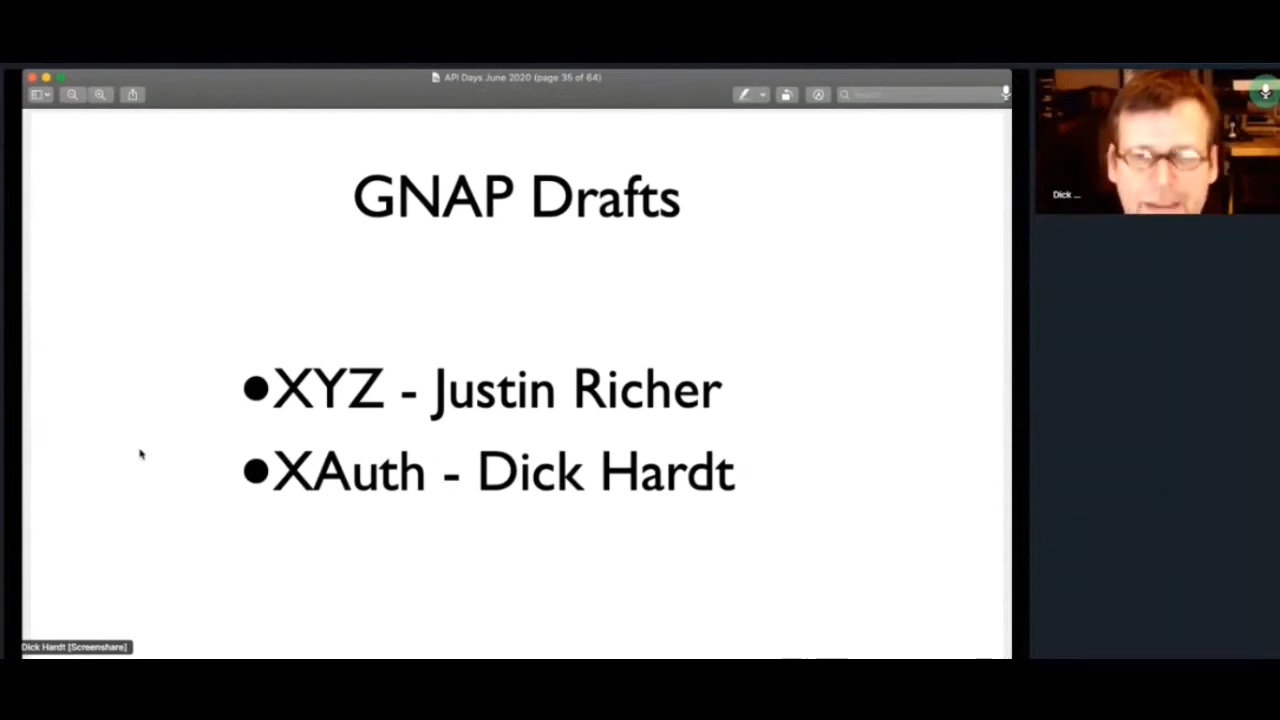 API Days June 2020 (page 35 of 64)
Search
GNAP Drafts
•XYZ - Justin Richer
•XAuth - Dick Hardt
Dick Hardt [Screenshare]
Dick ...